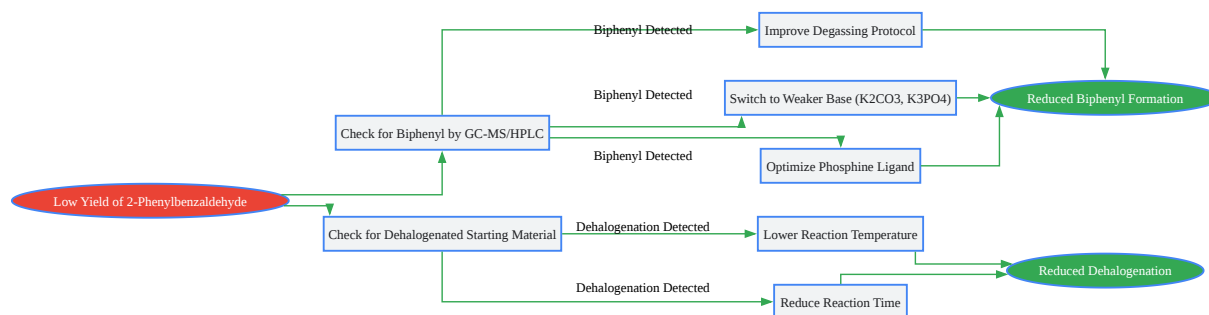 Biphenyl Detected
Improve Degassing Protocol
Biphenyl Detected
Switch to Weaker Base (K2CO3, K3PO4)
Reduced Biphenyl Formation
Check for Biphenyl by GC-MS/HPLC
Biphenyl Detected
Optimize Phosphine Ligand
Low Yield of 2-Phenylbenzaldehyde
Check for Dehalogenated Starting Material
Dehalogenation Detected
Lower Reaction Temperature
Reduced Dehalogenation
Dehalogenation Detected
Reduce Reaction Time